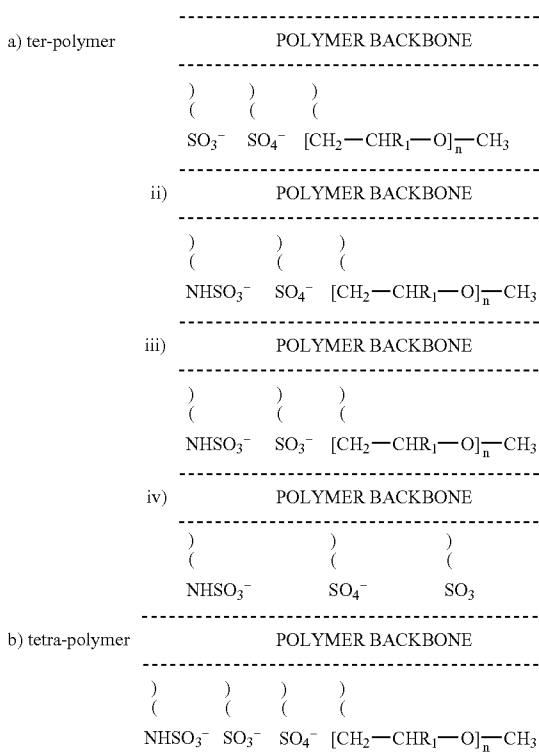 a) ter-polymer POLYMER BACKBONE
) ) )
( ( (
SO₃⁻ SO₄⁻ [CH₂—CHR₁—O]ₙ—CH₃
ii) POLYMER BACKBONE
) ) )
( ( (
NHSO₃⁻ SO₄⁻ [CH₂—CHR₁—O]ₙ—CH₃
iii) POLYMER BACKBONE
) ) )
( ( (
NHSO₃⁻ SO₃⁻ [CH₂—CHR₁—O]ₙ—CH₃
iv) POLYMER BACKBONE
) ) )
( ( (
NHSO₃⁻ SO₄⁻ SO₃
b) tetra-polymer POLYMER BACKBONE
) ) ) )
( ( ( (
NHSO₃⁻ SO₃⁻ SO₄⁻ [CH₂—CHR₁—O]ₙ—CH₃